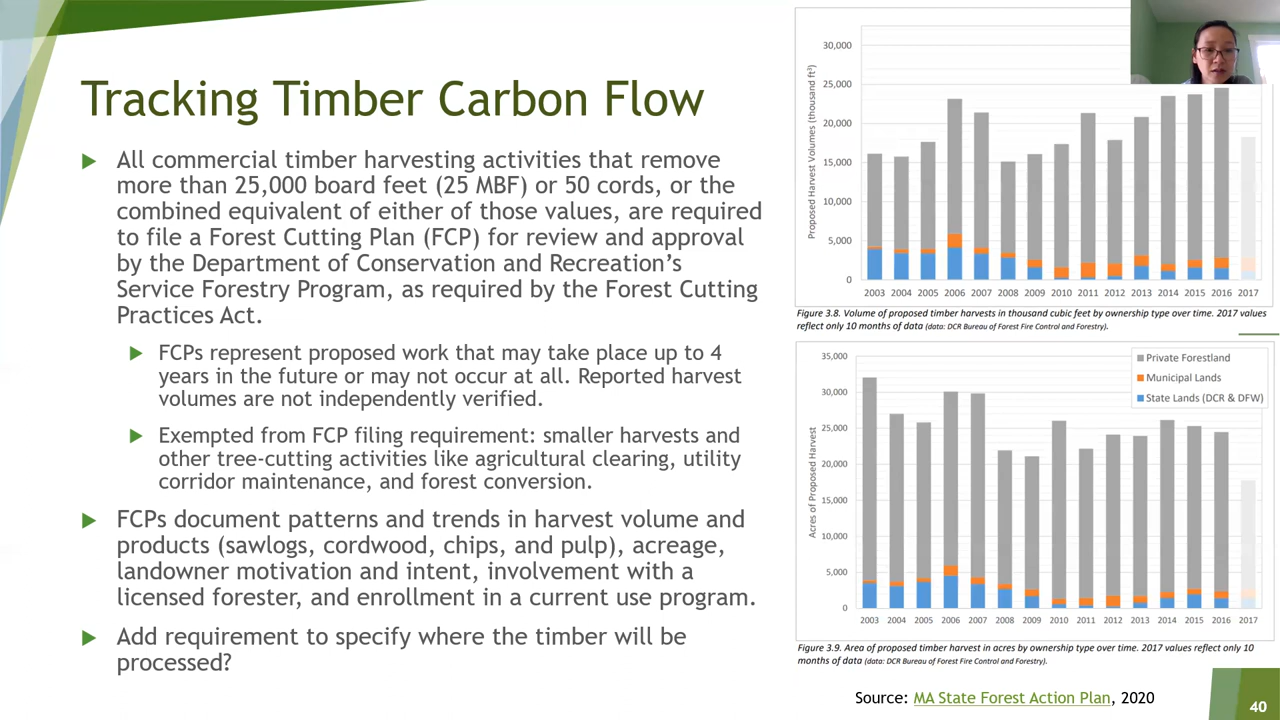 Tracking Timber Carbon Flow
All commercial timber harvesting activities that remove
more than 25,000 board feet (25 MBF) or 50 cords, or the
combined equivalent of either of those values, are required
to file a Forest Cutting Plan (FCP) for review and approval
by the Department of Conservation and Recreation’s
Service Forestry Program, as required by the Forest Cutting
Practices Act.
FCPs represent proposed work that may take place up to 4
years in the future or may not occur at all. Reported harvest
volumes are not independently verified.
Exempted from FCP filing requirement: smaller harvests and
other tree-cutting activities like agricultural clearing, utility
corridor maintenance, and forest conversion.
FCPs document patterns and trends in harvest volume and
products (sawlogs, cordwood, chips, and pulp), acreage,
landowner motivation and intent, involvement with a
licensed forester, and enrollment in a current use program.
Add requirement to specify where the timber will be
processed?
Proposed Harvest Volumes (thousand ft³)
30,000
25,000
20,000
15,000
10,000
5,000
0
2003 2004 2005 2006 2007 2008 2009 2010 2011 2012 2013 2014 2015 2016 2017
Figure 3.8. Volume of proposed timber harvests in thousand cubic feet by ownership type over time. 2017 values
reflect only 10 months of data (data: DCR Bureau of Forest Fire Control and Forestry).
Acres of Proposed Harvest
35,000
30,000
25,000
20,000
15,000
10,000
5,000
0
Private Forestland
Municipal Lands
State Lands (DCR & DFW)
2003 2004 2005 2006 2007 2008 2009 2010 2011 2012 2013 2014 2015 2016 2017
Figure 3.9. Area of proposed timber harvest in acres by ownership type over time. 2017 values reflect only 10
months of data (data: DCR Bureau of Forest Fire Control and Forestry).
Source: MA State Forest Action Plan, 2020
40